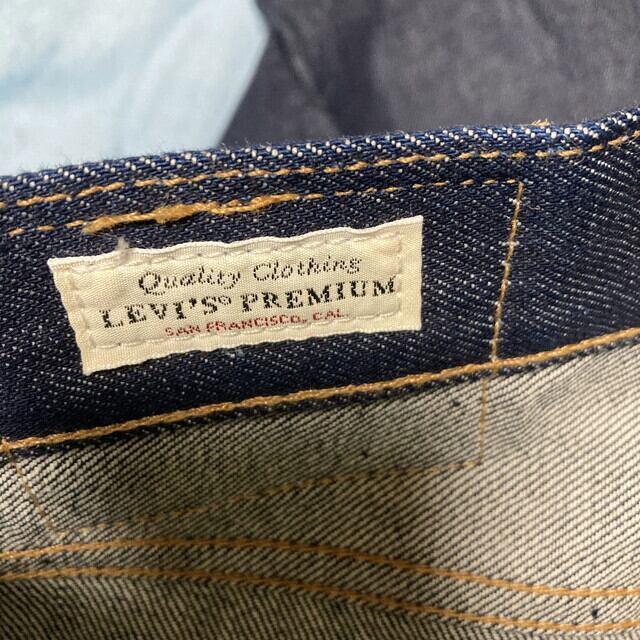 Quality Clothing
LEVI'S® PREMIUM
SAN FRANCISCO, CAL.